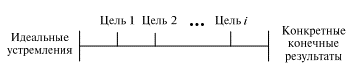 Цель 1 Цель 2 ... Цель i
Идеальные
устремления
Конкретные
конечные
результаты